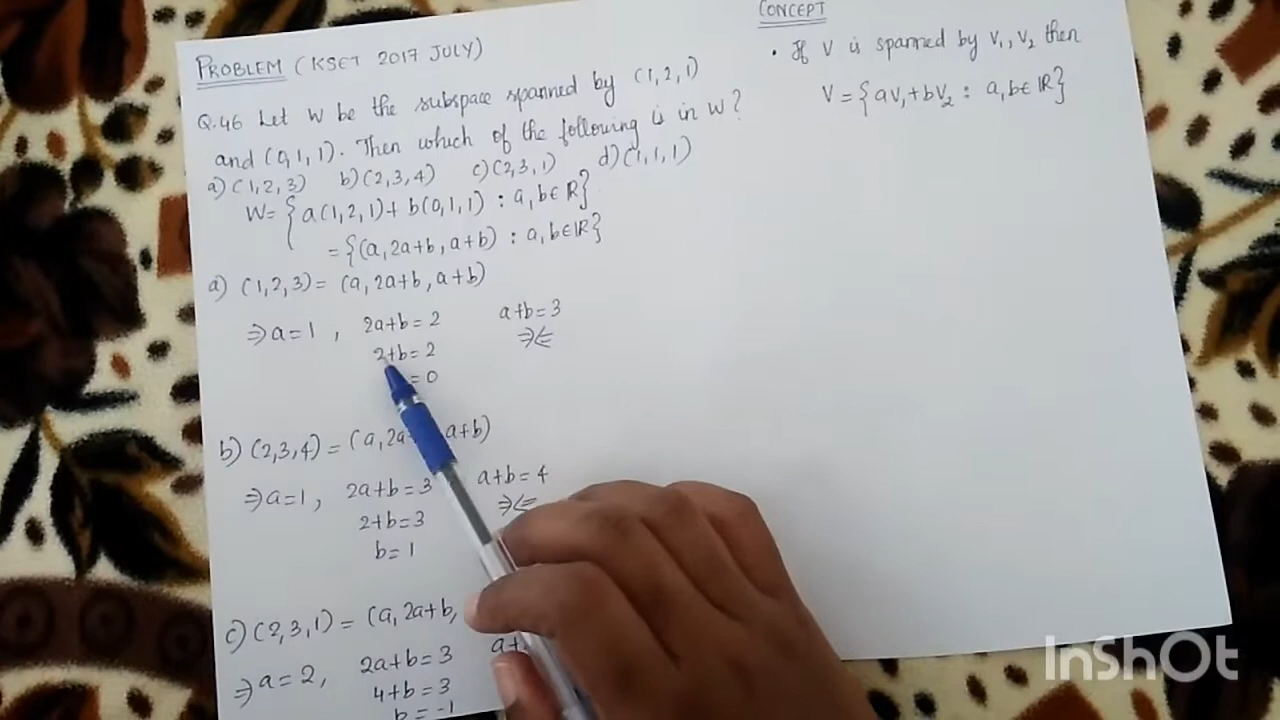 PROBLEM (KSET 2017 JULY)
Q.46 Let W be the subspace spanned by (1,2,1)
and (0,1,1). Then which of the following is in W?
a) (1,2,3) b) (2,3,4) c) (2,3,1) d) (1,1,1)
W= { a(1,2,1)+ b(0,1,1) : a,b∈ℝ}
= {(a, 2a+b, a+b) : a,b∈ℝ}
a) (1,2,3) = (a, 2a+b, a+b)
⇒ a=1 , 2a+b = 2 a+b = 3
2+b = 2 ⇒⇐
= 0
b) (2,3,4) = (a, 2a a+b)
⇒ a=1 , 2a+b = 3 a+b = 4
2+b = 3 ⇒⇐
b = 1
c) (2,3,1) = (a, 2a+b,
⇒ a = 2, 2a+b = 3 a+
4+b = 3
b = -1
CONCEPT
• If V is spanned by V₁, V₂ then
V = {aV₁+bV₂ : a,b∈ℝ}
InShOt